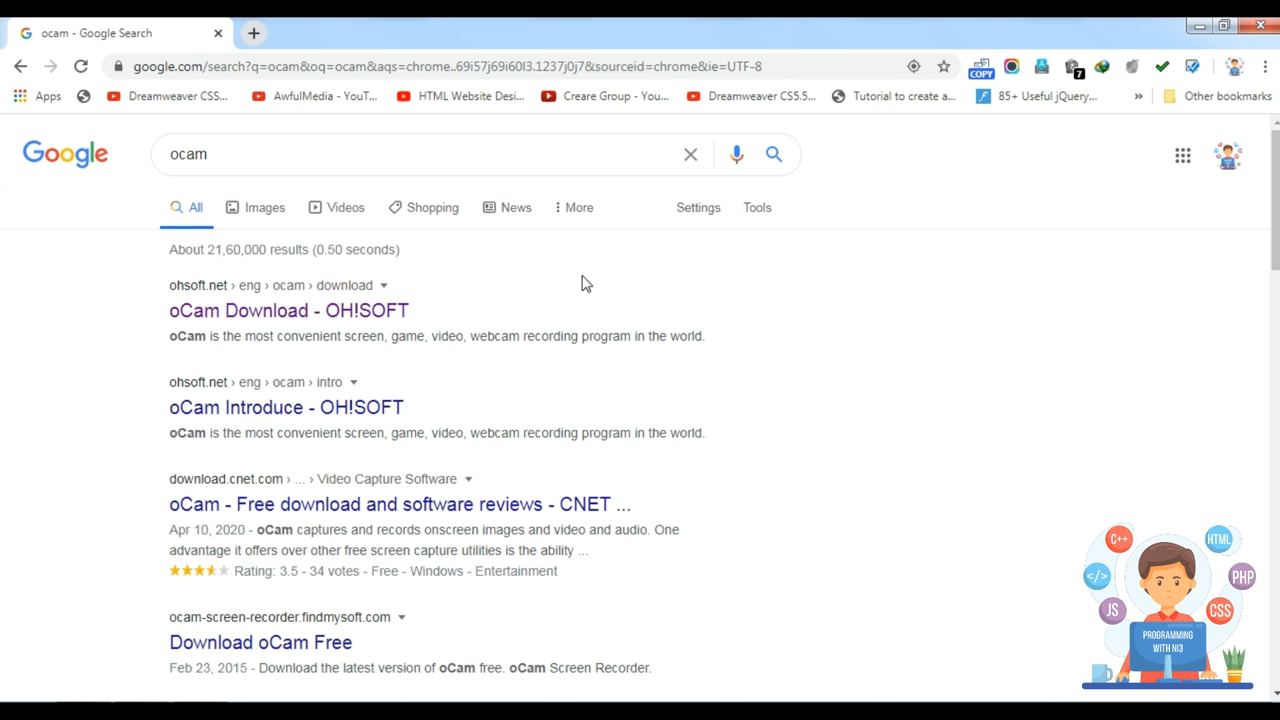 ocam - Google Search
google.com/search?q=ocam&oq=ocam&aqs=chrome..69i57j69i60l3.1237j0j7&sourceid=chrome&ie=UTF-8
COPY
7
Apps
Dreamweaver CSS...
AwfulMedia - YouT...
HTML Website Desi...
Creare Group - You...
Dreamweaver CS5.5...
Tutorial to create a...
85+ Useful jQuery...
»
Other bookmarks
Google
ocam
All
Images
Videos
Shopping
News
More
Settings
Tools
About 21,60,000 results (0.50 seconds)
ohsoft.net › eng › ocam › download
oCam Download - OH!SOFT
oCam is the most convenient screen, game, video, webcam recording program in the world.
ohsoft.net › eng › ocam › intro
oCam Introduce - OH!SOFT
oCam is the most convenient screen, game, video, webcam recording program in the world.
download.cnet.com › ... › Video Capture Software
oCam - Free download and software reviews - CNET ...
Apr 10, 2020 - oCam captures and records onscreen images and video and audio. One
advantage it offers over other free screen capture utilities is the ability ...
Rating: 3.5 - 34 votes - Free - Windows - Entertainment
ocam-screen-recorder.findmysoft.com
Download oCam Free
Feb 23, 2015 - Download the latest version of oCam free. oCam Screen Recorder.
C++
HTML
</>
PHP
JS
CSS
PROGRAMMING
WITH NI3